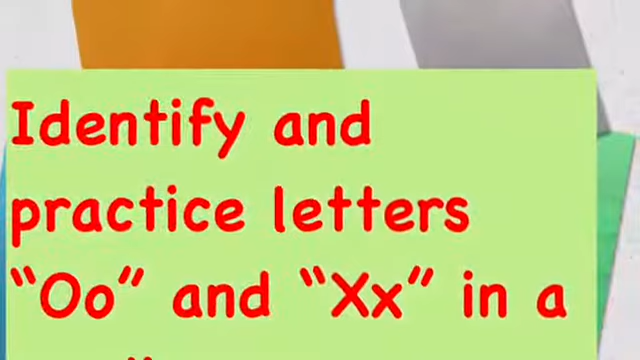 Identify and
practice letters
“Oo” and “Xx” in a